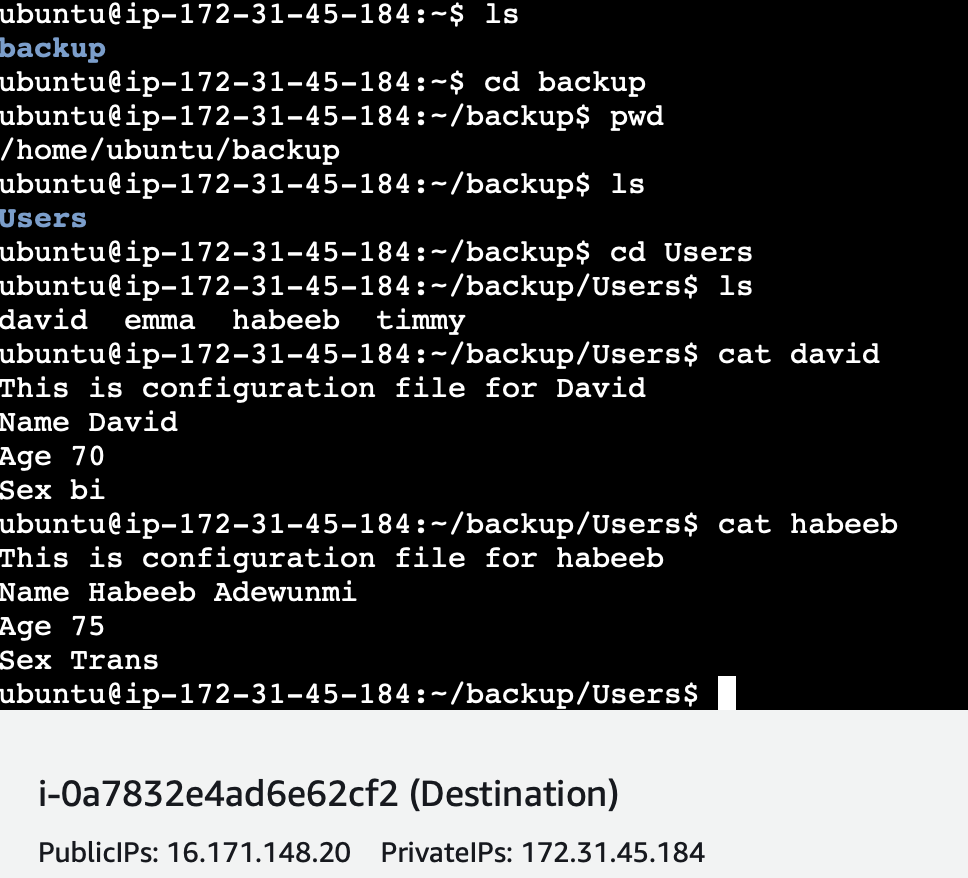 ubuntu@ip-172-31-45-184:~$ ls
backup
ubuntu@ip-172-31-45-184:~$ cd backup
ubuntu@ip-172-31-45-184:~/backup$ pwd
/home/ubuntu/backup
ubuntu@ip-172-31-45-184:~/backup$ ls
Users
ubuntu@ip-172-31-45-184:~/backup$ cd Users
ubuntu@ip-172-31-45-184:~/backup/Users$ ls
david  emma  habeeb  timmy
ubuntu@ip-172-31-45-184:~/backup/Users$ cat david
This is configuration file for David
Name David
Age 70
Sex bi
ubuntu@ip-172-31-45-184:~/backup/Users$ cat habeeb
This is configuration file for habeeb
Name Habeeb Adewunmi
Age 75
Sex Trans
ubuntu@ip-172-31-45-184:~/backup/Users$
i-0a7832e4ad6e62cf2 (Destination)
PublicIPs: 16.171.148.20    PrivateIPs: 172.31.45.184